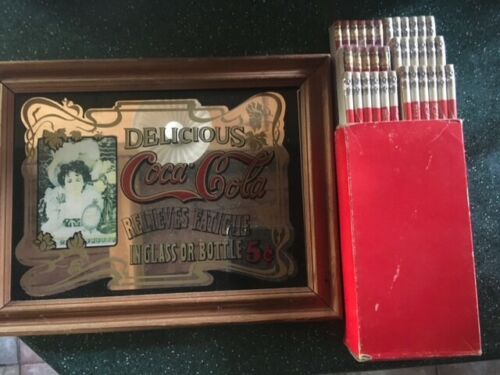 DELICIOUS
Coca-Cola
RELIEVES FATIGUE
IN GLASS OR BOTTLE 5¢